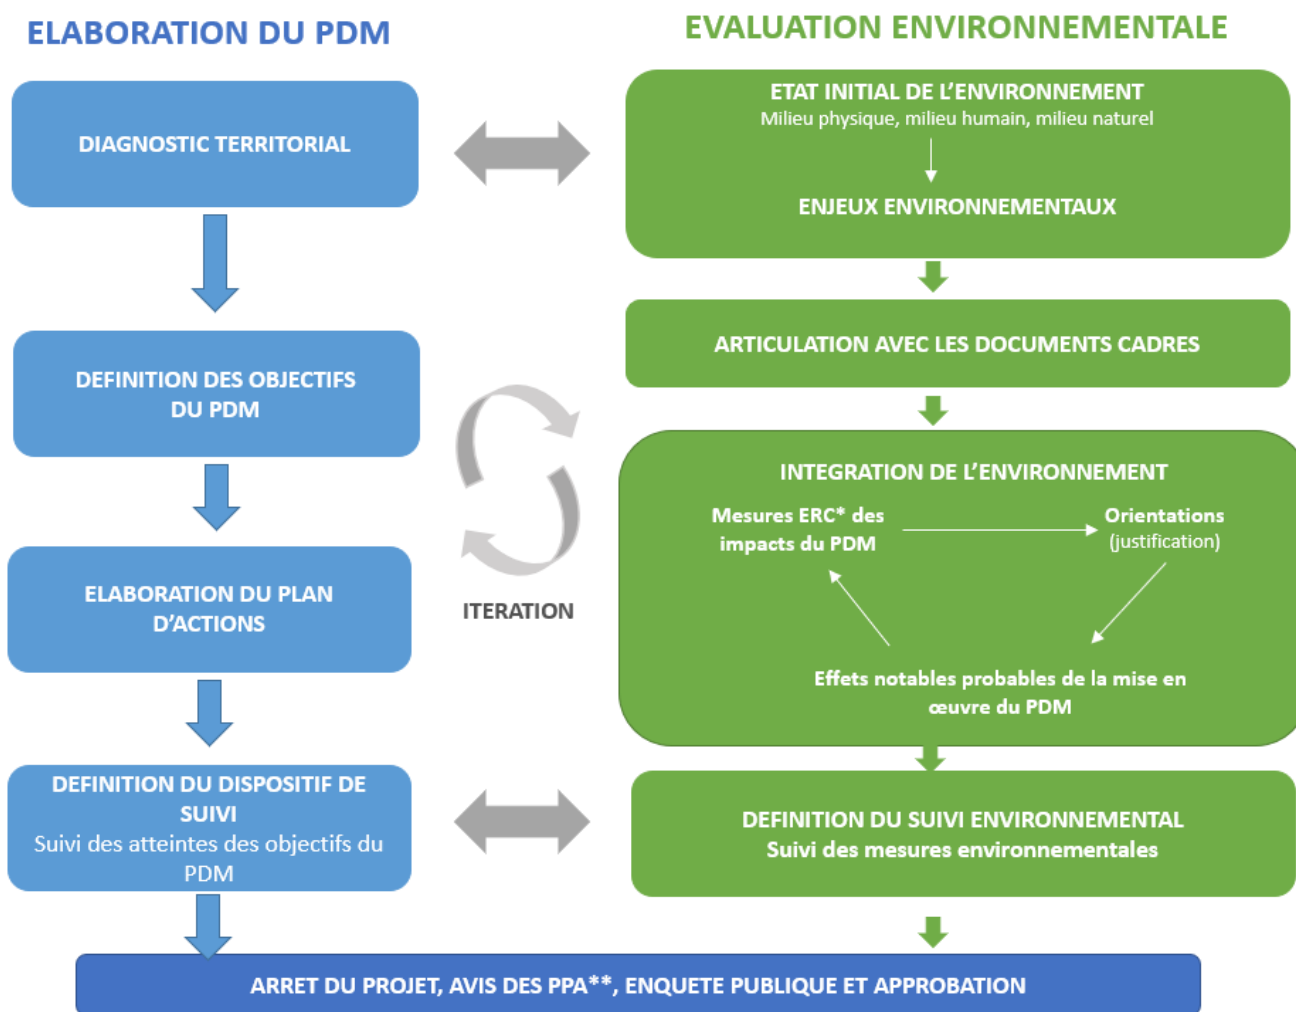 ELABORATION DU PDM
DIAGNOSTIC TERRITORIAL
DEFINITION DES OBJECTIFS
DU PDM
ELABORATION DU PLAN
D'ACTIONS
DEFINITION DU DISPOSITIF DE
SUIVI
Suivi des atteintes des objectifs du
PDM
ITERATION
EVALUATION ENVIRONNEMENTALE
ETAT INITIAL DE L'ENVIRONNEMENT
Milieu physique, milieu humain, milieu naturel
ENJEUX ENVIRONNEMENTAUX
ARTICULATION AVEC LES DOCUMENTS CADRES
INTEGRATION DE L'ENVIRONNEMENT
Mesures ERC* des
impacts du PDM
Orientations
(justification)
Effets notables probables de la mise en
œuvre du PDM
DEFINITION DU SUIVI ENVIRONNEMENTAL
Suivi des mesures environnementales
ARRET DU PROJET, AVIS DES PPA**, ENQUETE PUBLIQUE ET APPROBATION